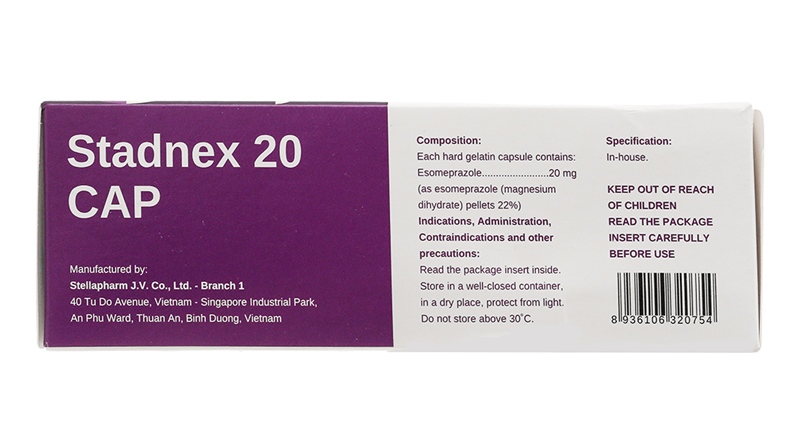 Stadnex 20
CAP
Manufactured by:
Stellapharm J.V. Co., Ltd. - Branch 1
40 Tu Do Avenue, Vietnam - Singapore Industrial Park,
An Phu Ward, Thuan An, Binh Duong, Vietnam
Composition:
Each hard gelatin capsule contains:
Esomeprazole........................20 mg
(as esomeprazole (magnesium
dihydrate) pellets 22%)
Indications, Administration,
Contraindications and other
precautions:
Read the package insert inside.
Store in a well-closed container,
in a dry place, protect from light.
Do not store above 30˚C.
Specification:
In-house.
KEEP OUT OF REACH
OF CHILDREN
READ THE PACKAGE
INSERT CAREFULLY
BEFORE USE
8 936106 320754